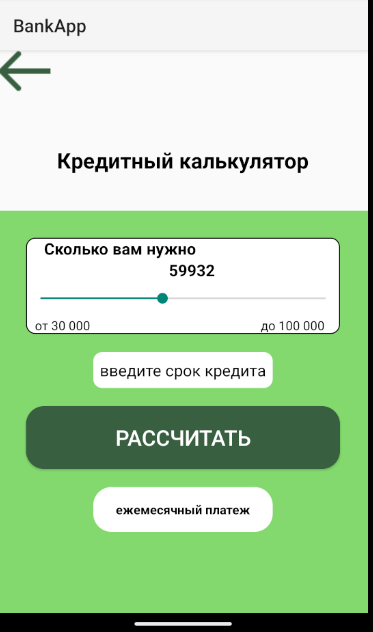 BankApp
Кредитный калькулятор
Сколько вам нужно
59932
от 30 000 до 100 000
введите срок кредита
РАССЧИТАТЬ
ежемесячный платеж